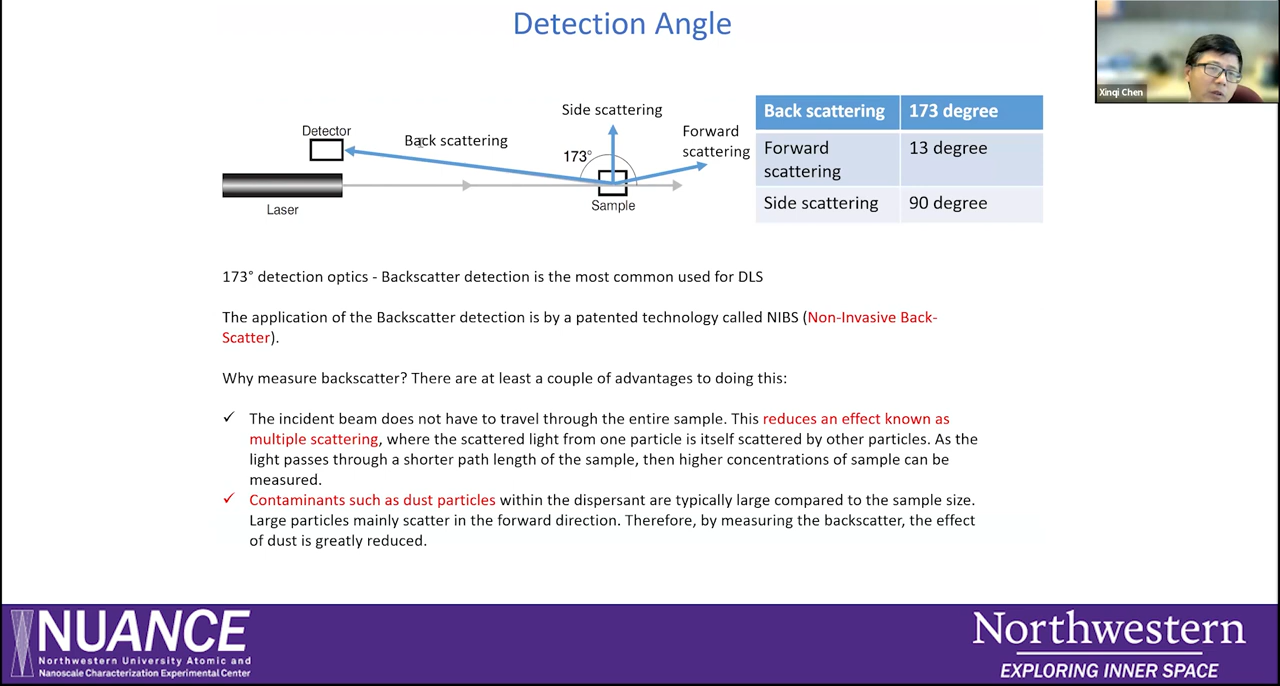 Detection Angle
Xinqi Chen
Side scattering
Detector
Back scattering
Forward
scattering
173°
Laser
Sample
Back scattering 173 degree
Forward
scattering
13 degree
Side scattering 90 degree
173° detection optics - Backscatter detection is the most common used for DLS
The application of the Backscatter detection is by a patented technology called NIBS (Non-Invasive Back-
Scatter).
Why measure backscatter? There are at least a couple of advantages to doing this:
✓ The incident beam does not have to travel through the entire sample. This reduces an effect known as
multiple scattering, where the scattered light from one particle is itself scattered by other particles. As the
light passes through a shorter path length of the sample, then higher concentrations of sample can be
measured.
✓ Contaminants such as dust particles within the dispersant are typically large compared to the sample size.
Large particles mainly scatter in the forward direction. Therefore, by measuring the backscatter, the effect
of dust is greatly reduced.
NUANCE
Northwestern University Atomic and
Nanoscale Characterization Experimental Center
Northwestern
EXPLORING INNER SPACE